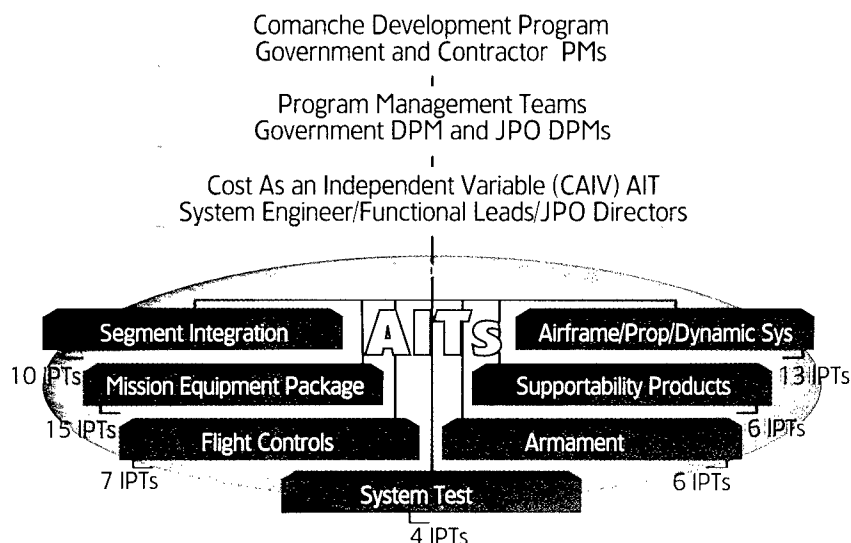 Comanche Development Program
Government and Contractor PMs
Program Management Teams
Government DPM and JPO DPMs
Cost As an Independent Variable (CAIV) AIT
System Engineer/Functional Leads/JPO Directors
AITs
Segment Integration
Airframe/Prop/Dynamic Sys
10 IPTs
Mission Equipment Package
Supportability Products
13 IPTs
15 IPTs
Flight Controls
Armament
6 IPTs
7 IPTs
System Test
6 IPTs
4 IPTs